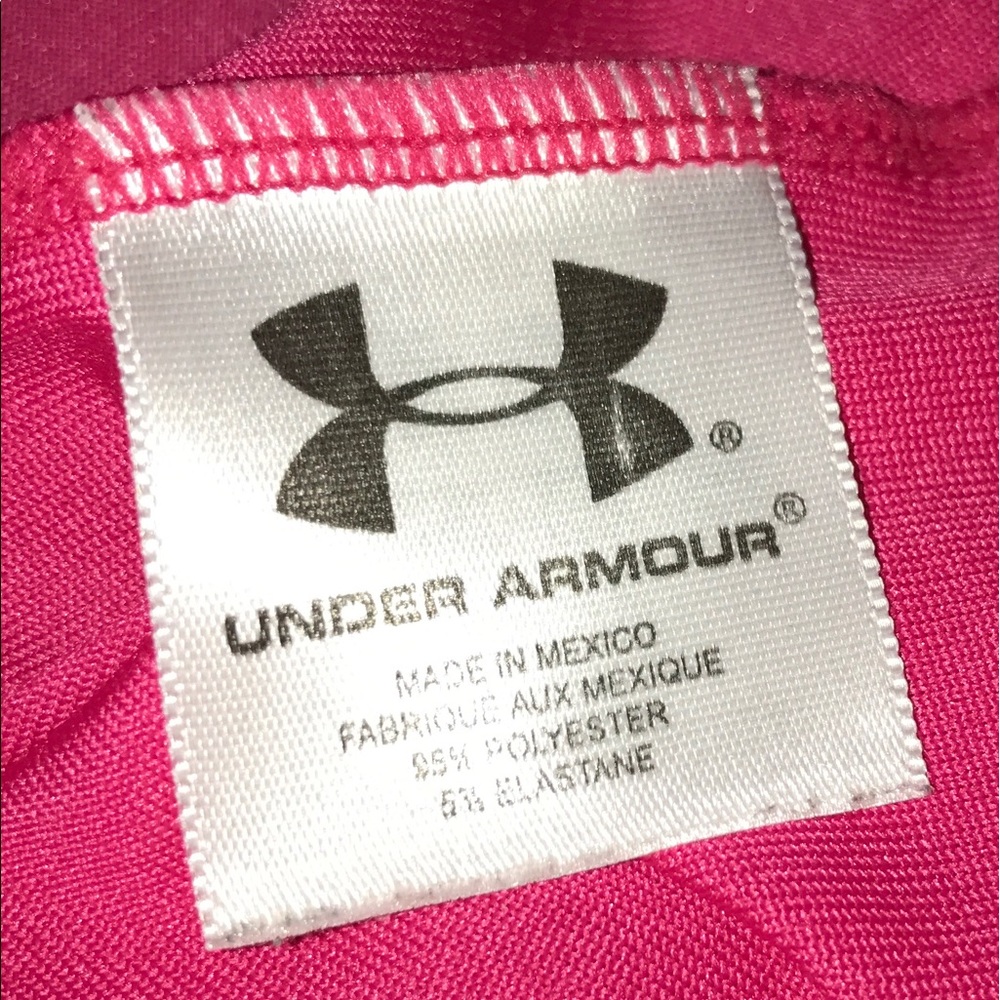 ®
UNDER ARMOUR®
MADE IN MEXICO
FABRIQUE AUX MEXIQUE
95% POLYESTER
5% ELASTANE